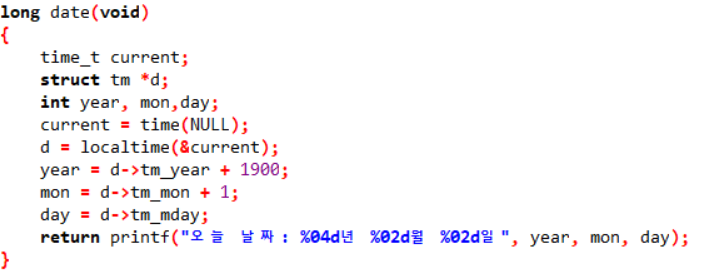 long date(void)
{
    time_t current;
    struct tm *d;
    int year, mon,day;
    current = time(NULL);
    d = localtime(&current);
    year = d->tm_year + 1900;
    mon = d->tm_mon + 1;
    day = d->tm_mday;
    return printf("오늘 날짜: %04d년 %02d월 %02d일 ", year, mon, day);
}